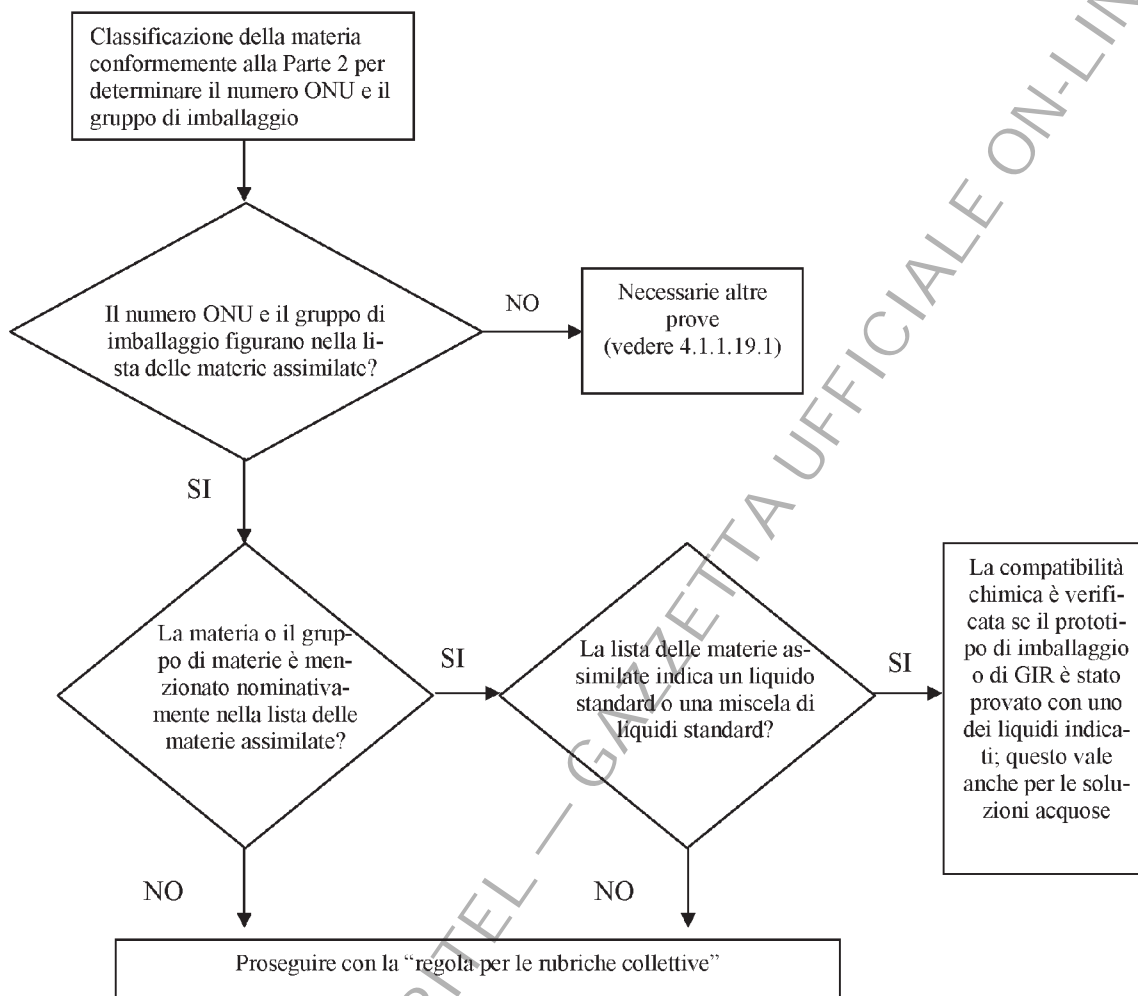 Classificazione della materia
conformemente alla Parte 2 per
determinare il numero ONU e il
gruppo di imballaggio
Il numero ONU e il gruppo di
imballaggio figurano nella li-
sta delle materie assimilate?
NO
Necessarie altre
prove
(vedere 4.1.1.19.1)
SI
La materia o il grup-
po di materie è men-
zionato nominativa-
mente nella lista delle
materie assimilate?
SI
La lista delle materie as-
similate indica un liquido
standard o una miscela di
liquidi standard?
SI
La compatibilità
chimica è verifi-
cata se il prototi-
po di imballaggio
o di GIR è stato
provato con uno
dei liquidi indica-
ti; questo vale
anche per le solu-
zioni acquose
NO
NO
Proseguire con la “regola per le rubriche collettive”
— GAZZETTA UFFICIALE ON-LIN